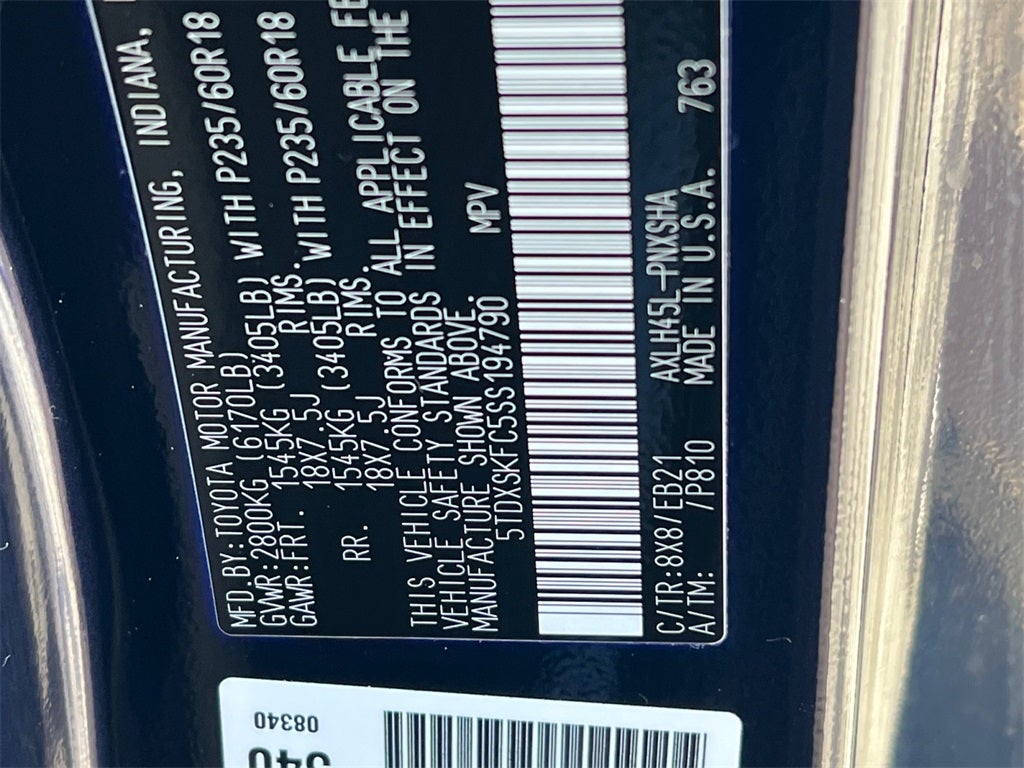 MFD.BY:TOYOTA MOTOR MANUFACTURING, INDIANA,
GVWR:2800KG (6170LB)
GAWR:FRT. 1545KG (3405LB) WITH P235/60R18
18X7.5J RIMS.
RR. 1545KG (3405LB) WITH P235/60R18
18X7.5J RIMS.
THIS VEHICLE CONFORMS TO ALL APPLICABLE
VEHICLE SAFETY STANDARDS IN EFFECT ON THE
MANUFACTURE SHOWN ABOVE.
5TDXSKFC5SS194790 MPV
C/TR:8X8/EB21 AXLH45L-PNXSHA
A/TM: /P810 MADE IN U.S.A. 763
08340